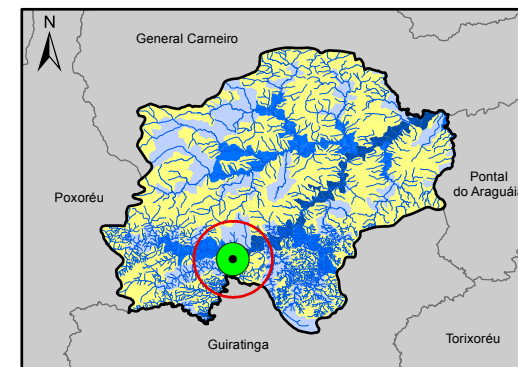 N
General Carneiro
Poxoréu
Pontal
do Araguaia
Guiratinga
Torixoréu